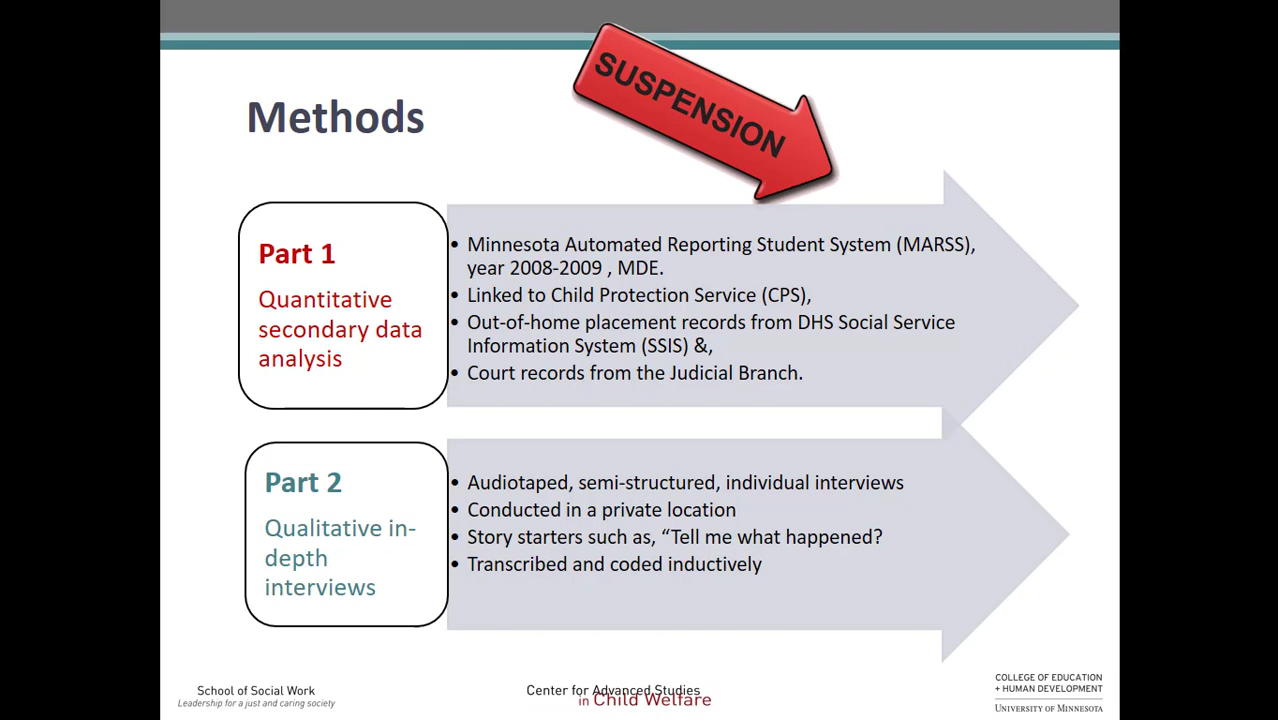 SUSPENSION
Methods
Part 1
Quantitative
secondary data
analysis
• Minnesota Automated Reporting Student System (MARSS),
year 2008-2009 , MDE.
• Linked to Child Protection Service (CPS),
• Out-of-home placement records from DHS Social Service
Information System (SSIS) &,
• Court records from the Judicial Branch.
Part 2
Qualitative in-
depth
interviews
• Audiotaped, semi-structured, individual interviews
• Conducted in a private location
• Story starters such as, “Tell me what happened?
• Transcribed and coded inductively
School of Social Work
Leadership for a just and caring society
Center for Advanced Studies
in Child Welfare
COLLEGE OF EDUCATION
+ HUMAN DEVELOPMENT
UNIVERSITY OF MINNESOTA